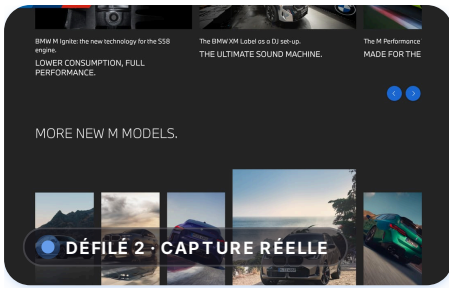 BMW M Ignite: the new technology for the S58
engine.
LOWER CONSUMPTION, FULL
PERFORMANCE.
The BMW XM Label as a DJ set-up.
THE ULTIMATE SOUND MACHINE.
The M Performance
MADE FOR THE
MORE NEW M MODELS.
DÉFILÉ 2 · CAPTURE RÉELLE